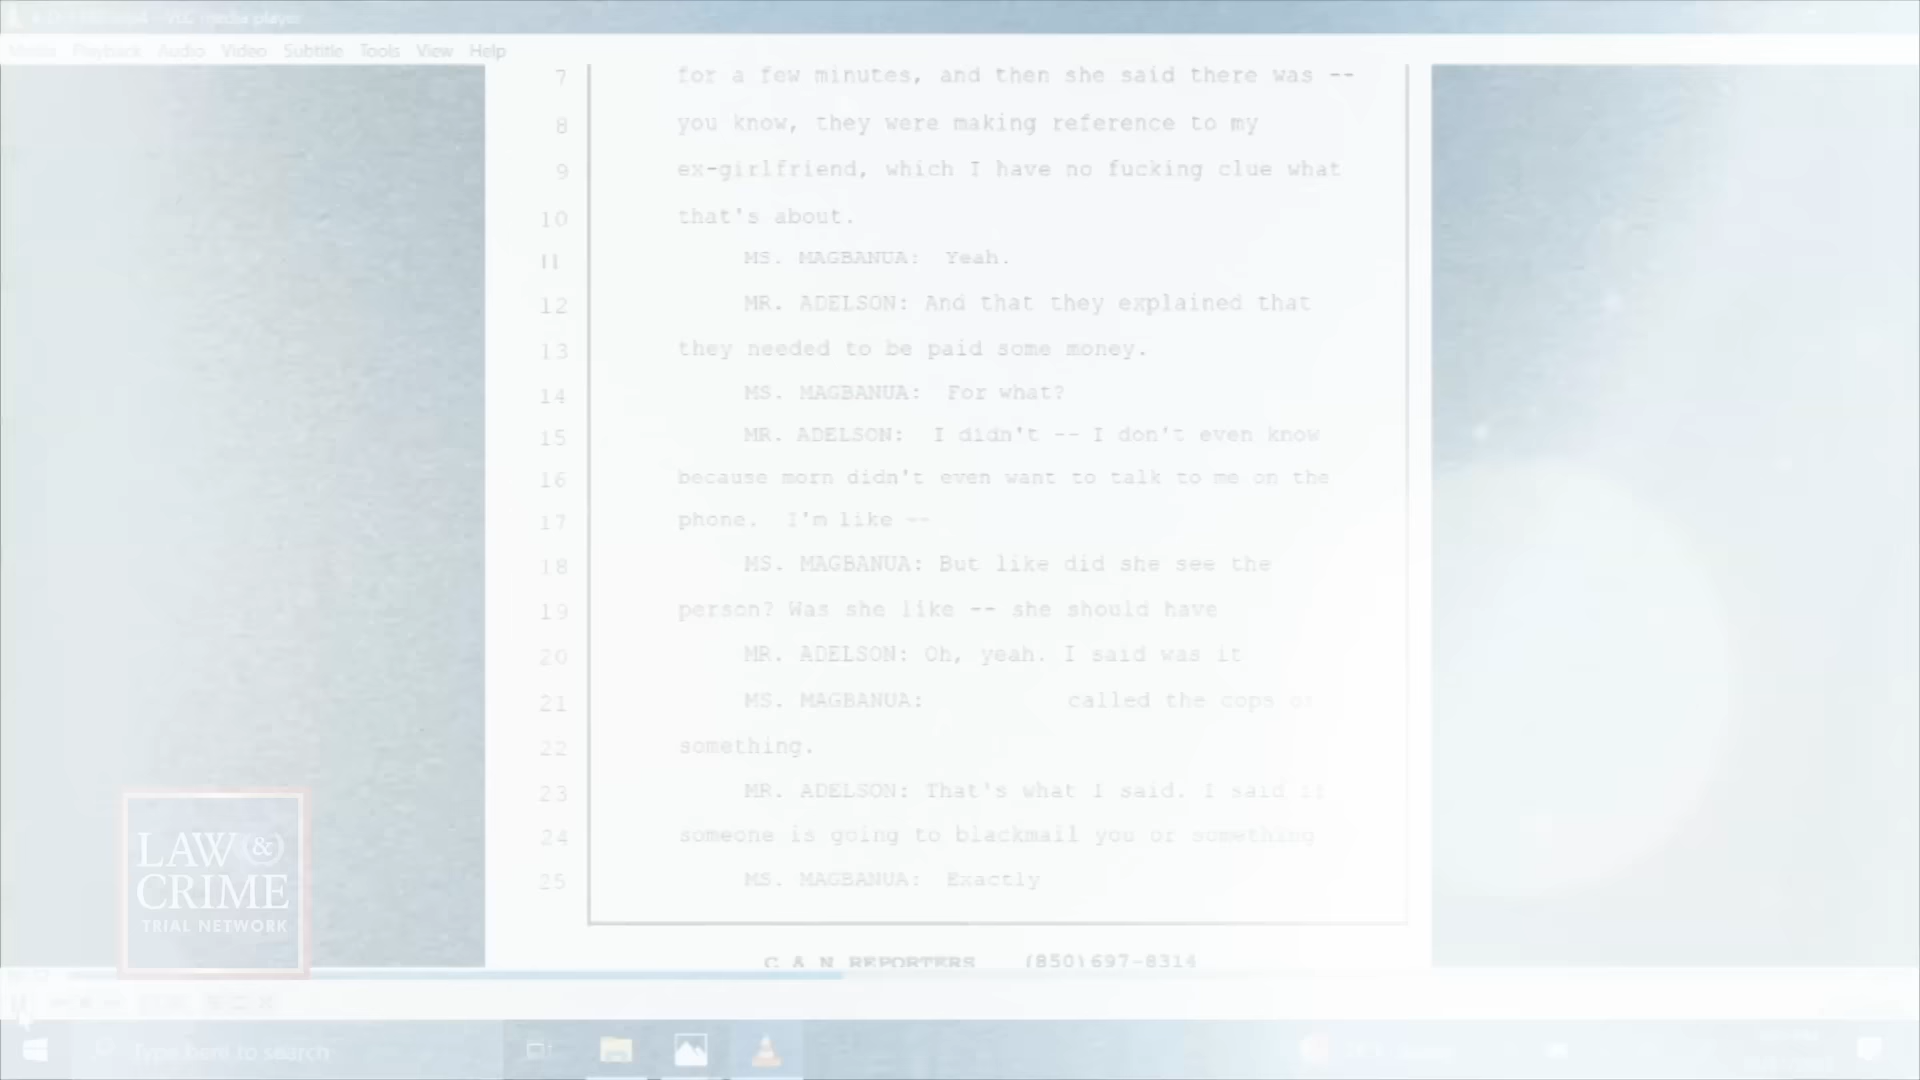 VLC media player
Media Playback Audio Video Subtitle Tools View Help
7 for a few minutes, and then she said there was --
8 you know, they were making reference to my
9 ex-girlfriend, which I have no fucking clue what
10 that's about.
11 MS. MAGBANUA: Yeah.
12 MR. ADELSON: And that they explained that
13 they needed to be paid some money.
14 MS. MAGBANUA: For what?
15 MR. ADELSON: I didn't -- I don't even know
16 because morn didn't even want to talk to me on the
17 phone. I'm like --
18 MS. MAGBANUA: But like did she see the
19 person? Was she like -- she should have
20 MR. ADELSON: Oh, yeah. I said was it
21 MS. MAGBANUA: called the cops or
22 something.
23 MR. ADELSON: That's what I said. I said if
24 someone is going to blackmail you or something
25 MS. MAGBANUA: Exactly
C & N REPORTERS (850)697-8314
LAW & CRIME
TRIAL NETWORK
Type here to search